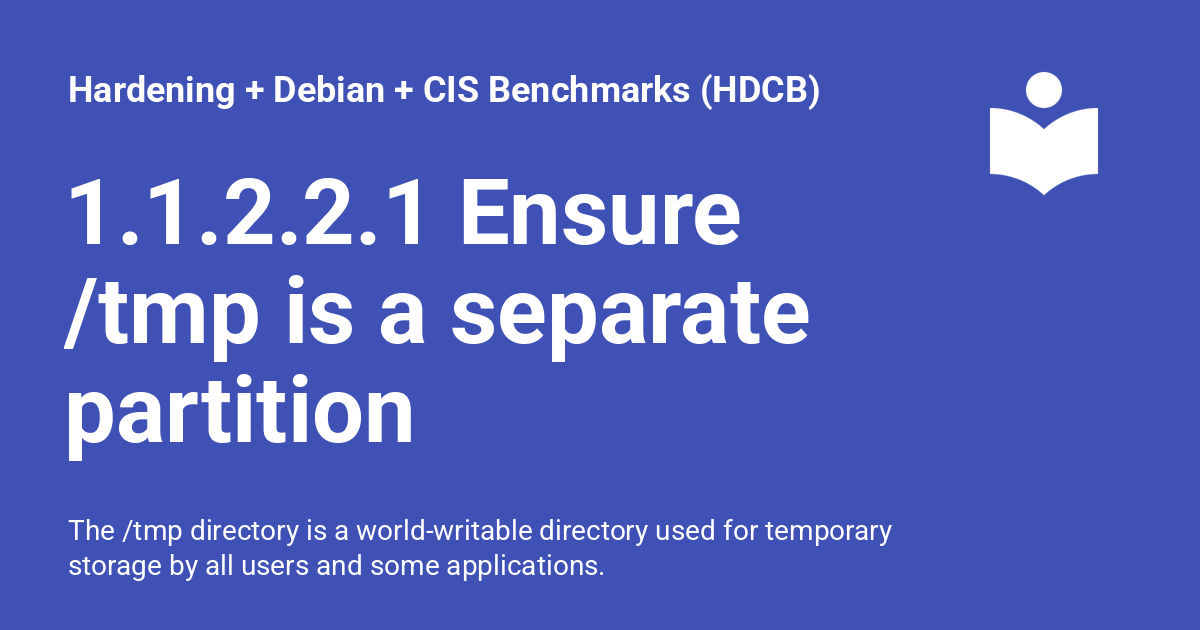 Hardening + Debian + CIS Benchmarks (HDCB)
1.1.2.2.1 Ensure
/tmp is a separate
partition
The /tmp directory is a world-writable directory used for temporary
storage by all users and some applications.